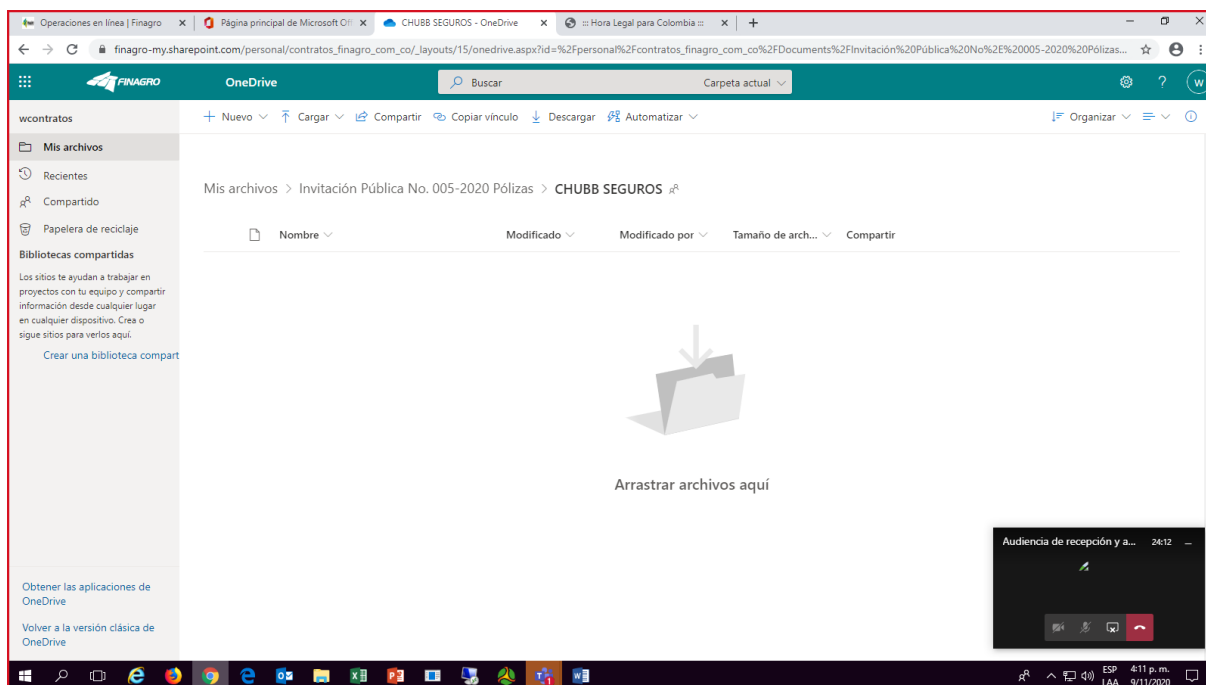 Operaciones en línea | Finagro
Página principal de Microsoft Off
CHUBB SEGUROS - OneDrive
::: Hora Legal para Colombia :::
finagro-my.sharepoint.com/personal/contratos_finagro_com_co/_layouts/15/onedrive.aspx?id=%2Fpersonal%2Fcontratos_finagro_com_co%2FDocuments%2FInvitación%20Pública%20No%2E%20005-2020%20Pólizas...
FINAGRO
OneDrive
Buscar
Carpeta actual
?
w
wcontratos
Nuevo
Cargar
Compartir
Copiar vínculo
Descargar
Automatizar
Organizar
Mis archivos
Recientes
Compartido
Papelera de reciclaje
Bibliotecas compartidas
Los sitios te ayudan a trabajar en
proyectos con tu equipo y compartir
información desde cualquier lugar
en cualquier dispositivo. Crea o
sigue sitios para verlos aquí.
Crear una biblioteca compart
Obtener las aplicaciones de
OneDrive
Volver a la versión clásica de
OneDrive
Mis archivos > Invitación Pública No. 005-2020 Pólizas > CHUBB SEGUROS
Nombre Modificado Modificado por Tamaño de arch... Compartir
Arrastrar archivos aquí
Audiencia de recepción y a... 24:12
ESP 4:11 p. m.
LAA 9/11/2020